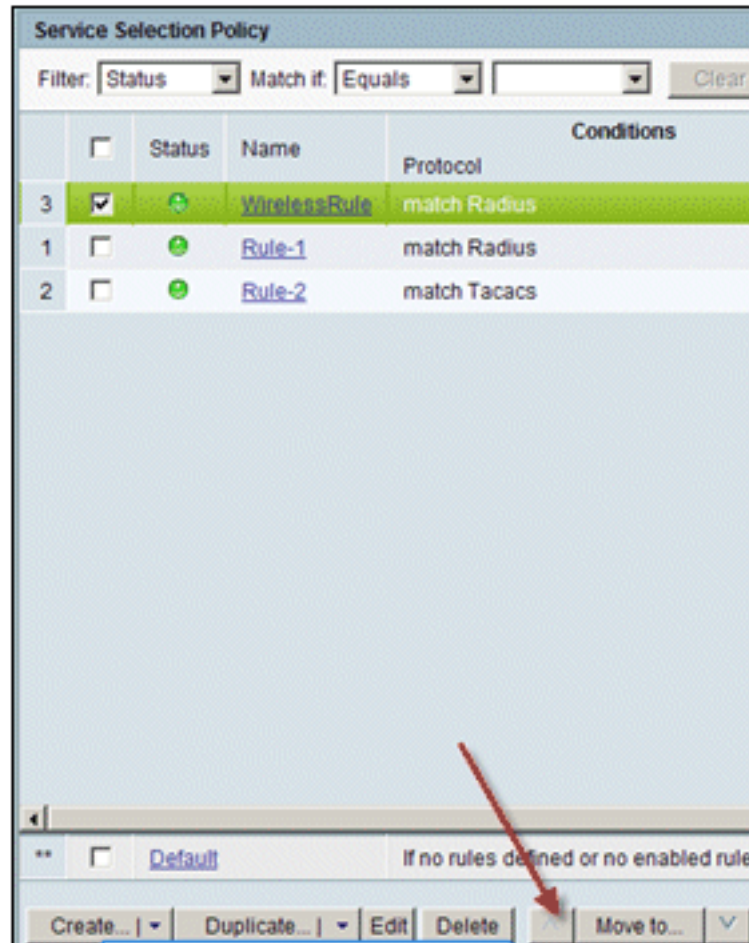 Service Selection Policy
Filter: Status Match if: Equals Clear
Conditions
Status Name Protocol
3 WirelessRule match Radius
1 Rule-1 match Radius
2 Rule-2 match Tacacs
** Default If no rules defined or no enabled rule
Create... | Duplicate... | Edit Delete Move to...